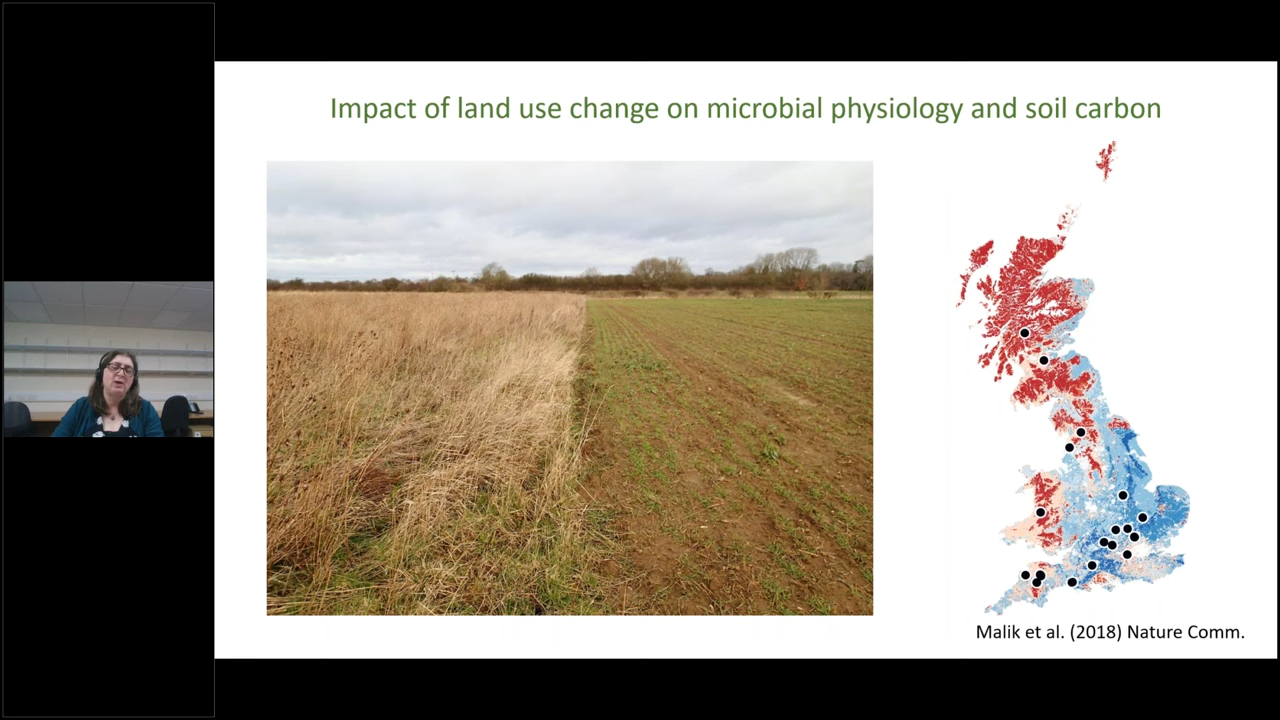 Impact of land use change on microbial physiology and soil carbon
Malik et al. (2018) Nature Comm.